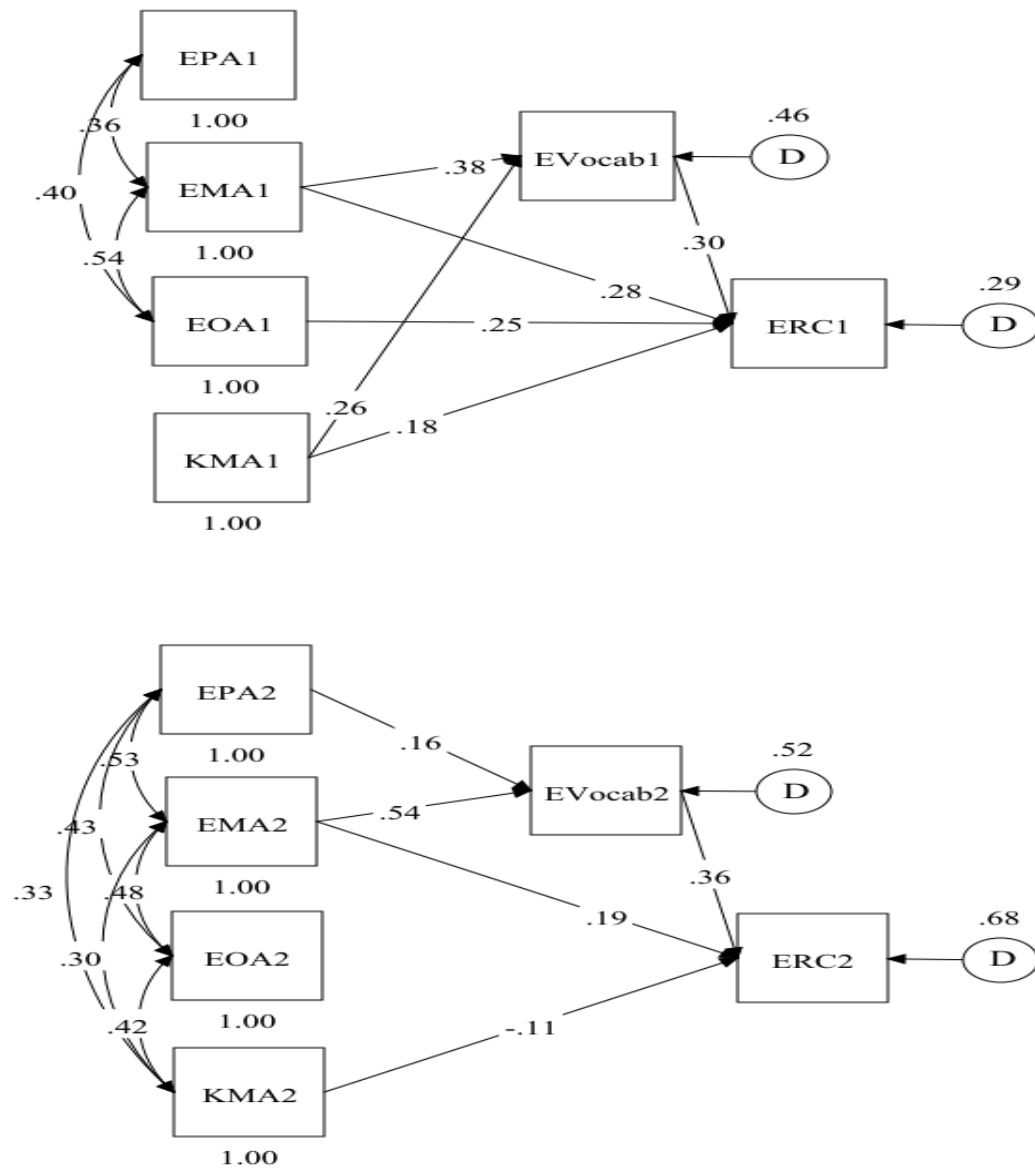 EPA1
1.00
.36
.40
EMA1
1.00
.54
EOA1
1.00
KMA1
1.00
.38
.28
.25
.26
.18
EVocab1
.46
D
.30
ERC1
.29
D
EPA2
1.00
.53
.43
.33
EMA2
1.00
.48
.30
EOA2
1.00
.42
KMA2
1.00
.16
.54
.19
-.11
EVocab2
.52
D
.36
ERC2
.68
D